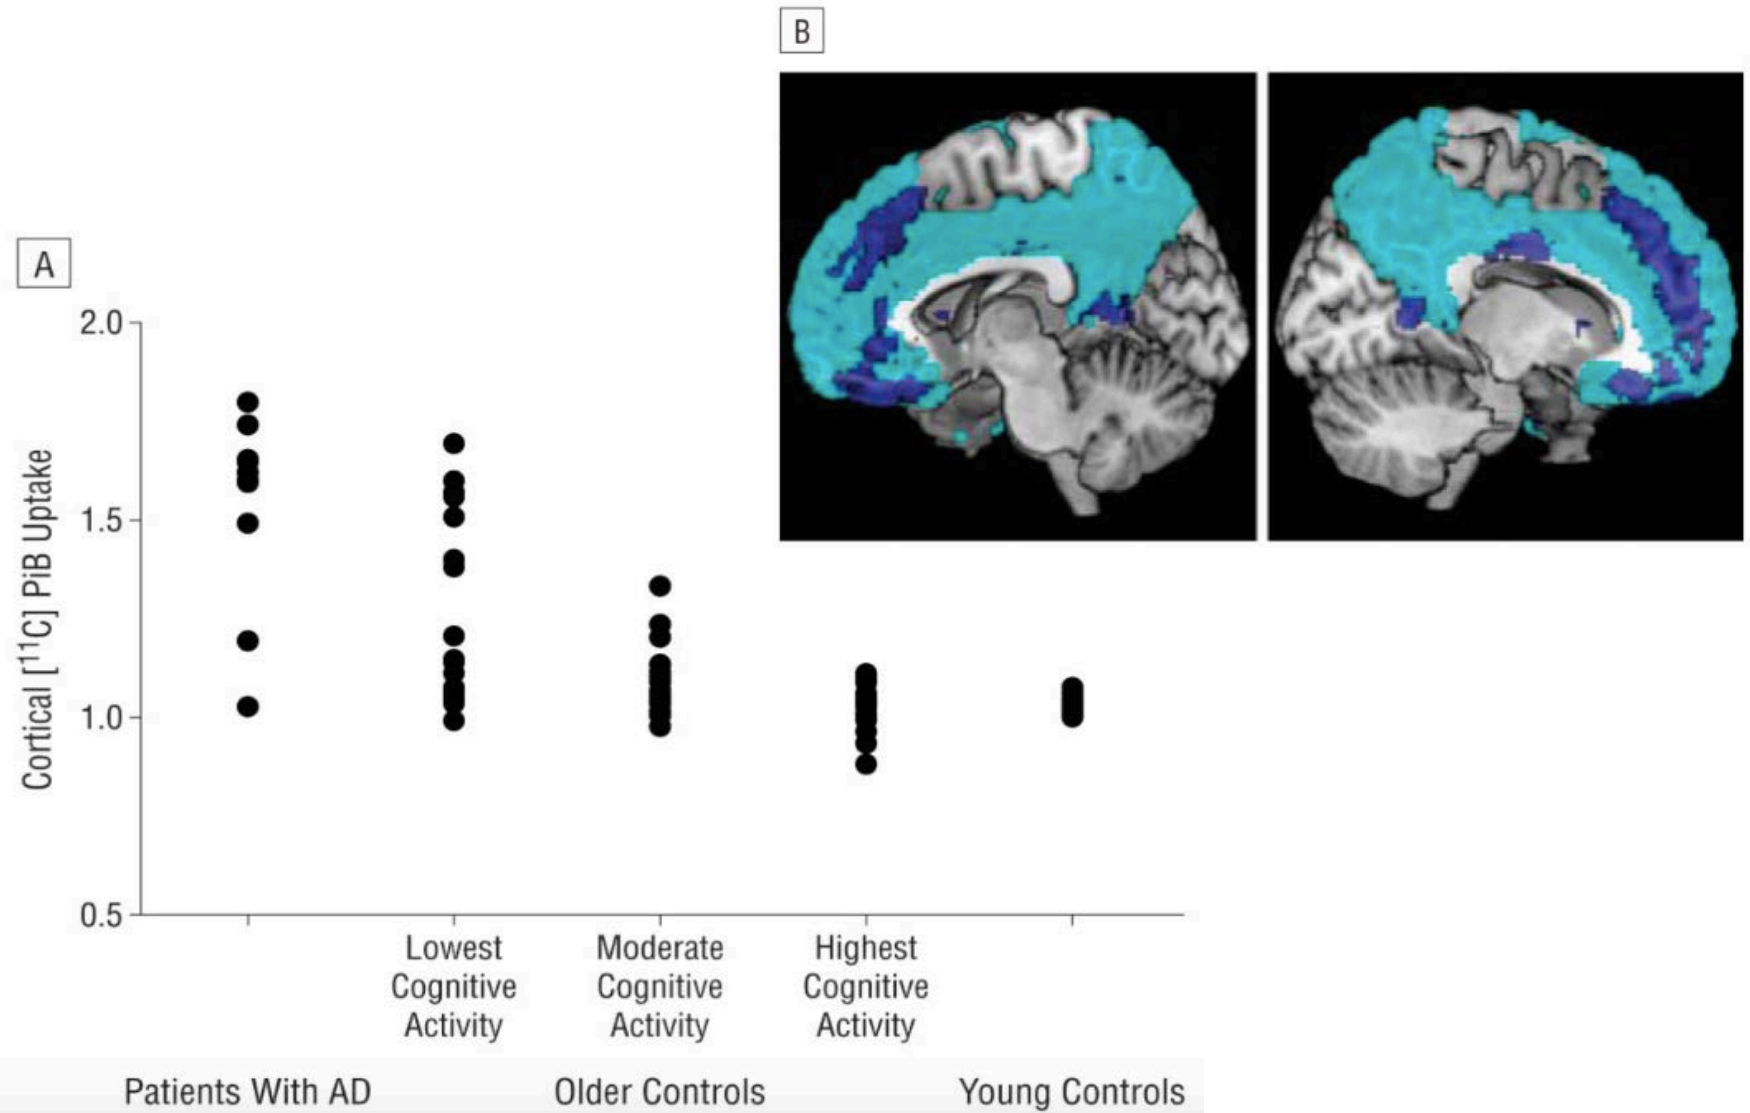 B
A
Cortical [¹¹C] PiB Uptake
2.0
1.5
1.0
0.5
Lowest
Cognitive
Activity
Moderate
Cognitive
Activity
Highest
Cognitive
Activity
Patients With AD
Older Controls
Young Controls